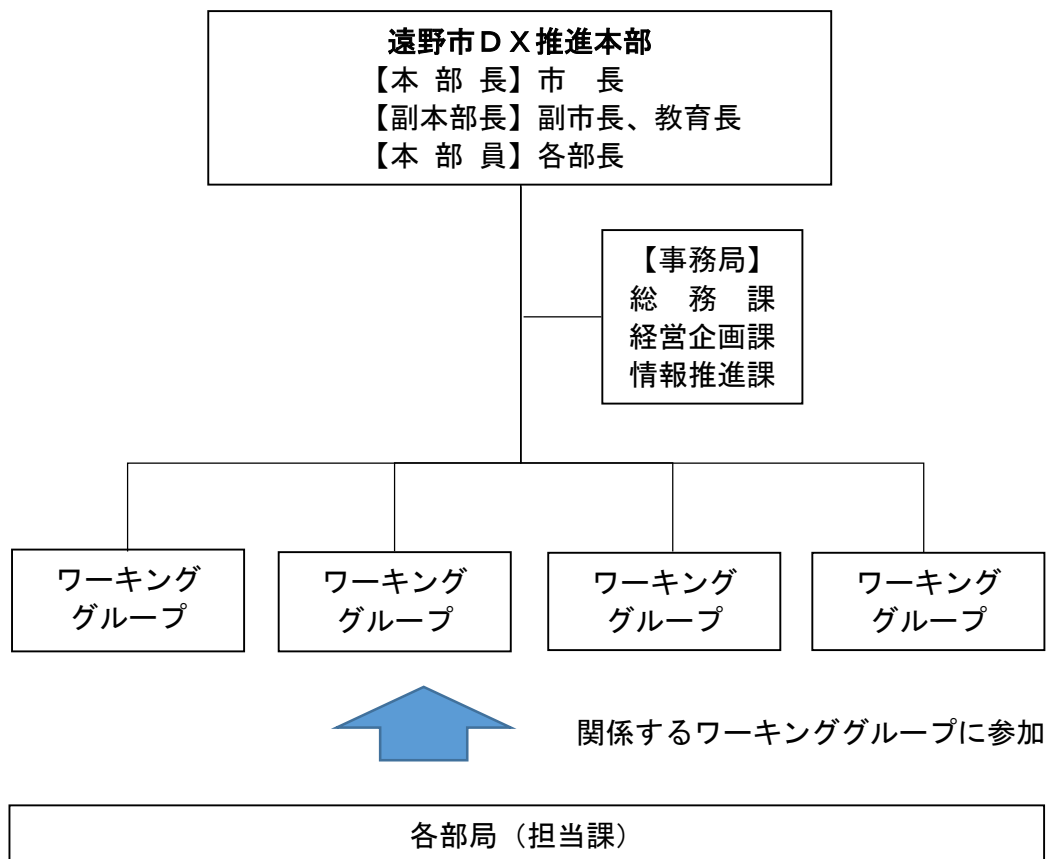 遠野市ＤＸ推進本部
【本 部 長】市　長
【副本部長】副市長、教育長
【本 部 員】各部長
【事務局】
総　務　課
経営企画課
情報推進課
ワーキング
グループ
ワーキング
グループ
ワーキング
グループ
ワーキング
グループ
関係するワーキンググループに参加
各部局（担当課）